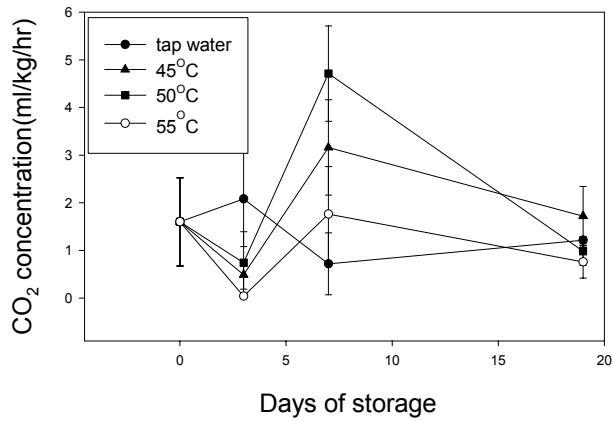 6
5
4
3
2
1
0
CO₂ concentration(ml/kg/hr)
tap water
45°C
50°C
55°C
0 5 10 15 20
Days of storage